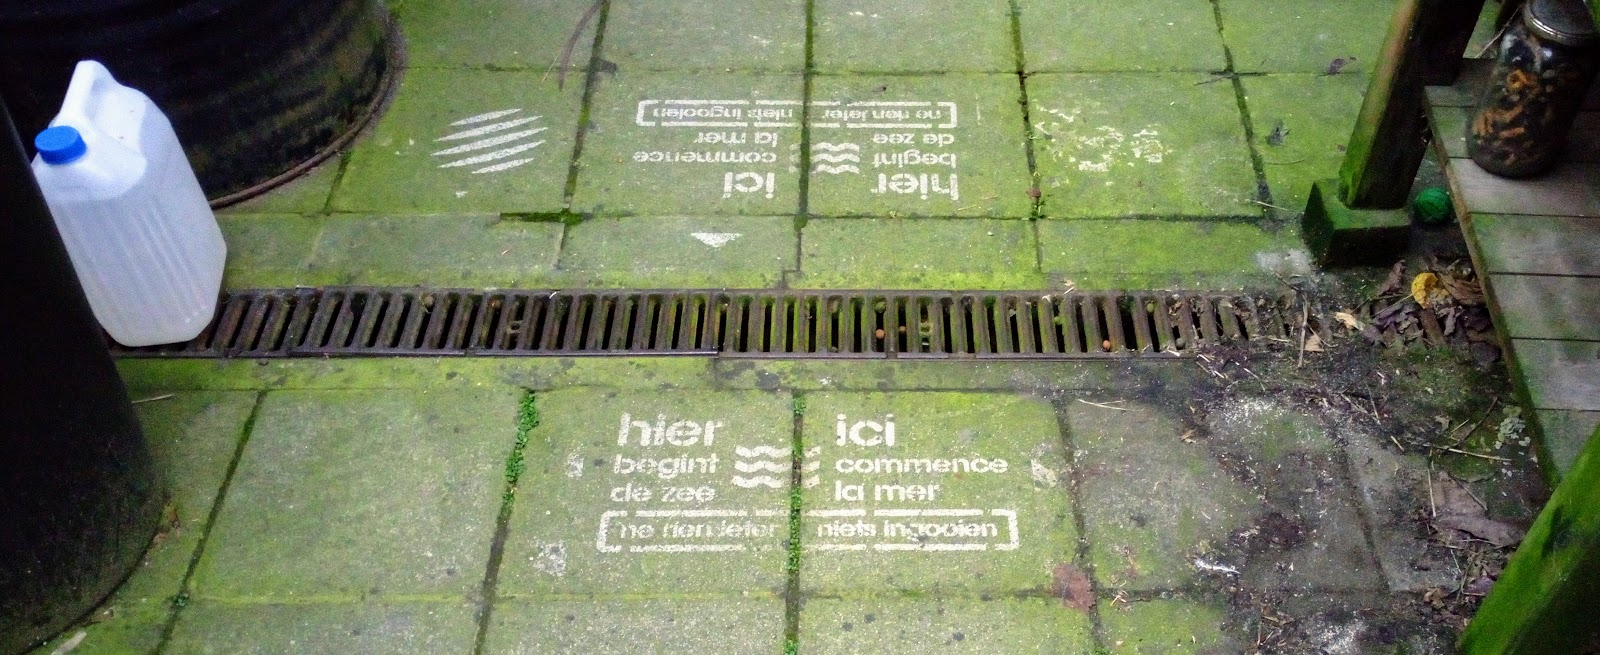 hier
begint
de zee
ici
commence
la mer
ne rien jeter
niets ingooien
hier
begint
de zee
ici
commence
la mer
ne rien jeter
niets ingooien